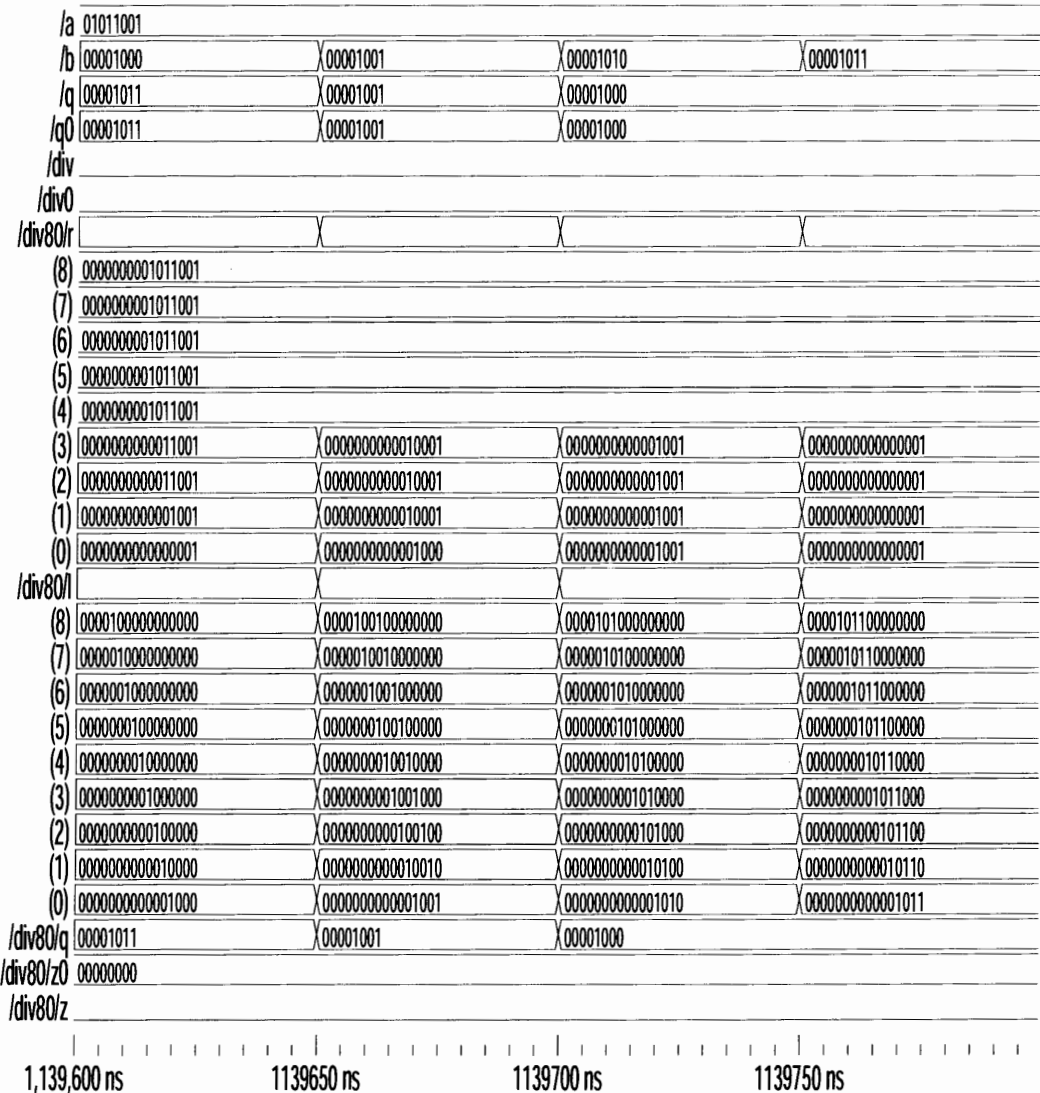 /a 01011001
/b 00001000 00001001 00001010 00001011
/q 00001011 00001001 00001000
/q0 00001011 00001001 00001000
/div
/div0
/div80/r
(8) 0000000001011001
(7) 0000000001011001
(6) 0000000001011001
(5) 0000000001011001
(4) 0000000001011001
(3) 0000000000011001 0000000000010001 0000000000001001 0000000000000001
(2) 0000000000011001 0000000000010001 0000000000001001 0000000000000001
(1) 0000000000001001 0000000000010001 0000000000001001 0000000000000001
(0) 0000000000000001 0000000000001000 0000000000001001 0000000000000001
/div80/l
(8) 0000100000000000 0000100100000000 0000101000000000 0000101100000000
(7) 0000010000000000 0000010010000000 0000010100000000 0000010110000000
(6) 0000001000000000 0000001001000000 0000001010000000 0000001011000000
(5) 0000000100000000 0000000100100000 0000000101000000 0000000101100000
(4) 0000000010000000 0000000010010000 0000000010100000 0000000010110000
(3) 0000000001000000 0000000001001000 0000000001010000 0000000001011000
(2) 0000000000100000 0000000000100100 0000000000101000 0000000000101100
(1) 0000000000010000 0000000000010010 0000000000010100 0000000000010110
(0) 0000000000001000 0000000000001001 0000000000001010 0000000000001011
/div80/q 00001011 00001001 00001000
/div80/z0 00000000
/div80/z
1,139,600 ns 1139650 ns 1139700 ns 1139750 ns